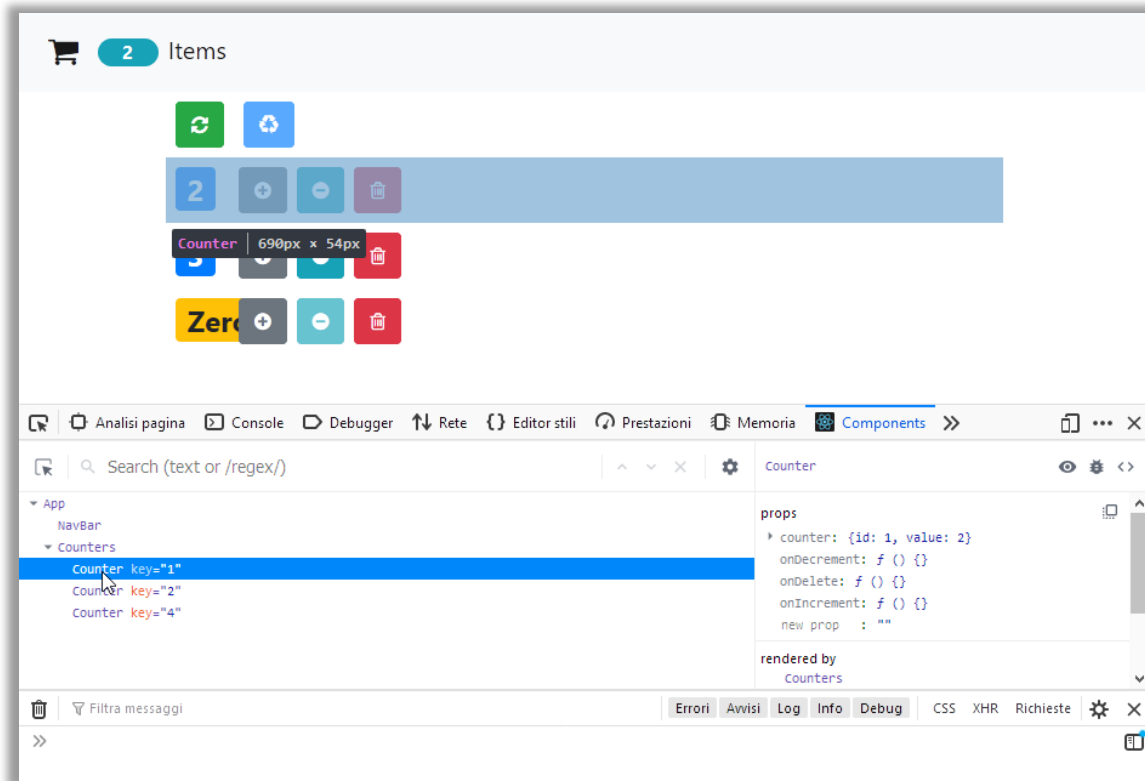 2 Items
2
Counter 690px × 54px
Zero
Analisi pagina Console Debugger Rete Editor stili Prestazioni Memoria Components
Search (text or /regex/)
Counter
App
NavBar
Counters
Counter key="1"
Counter key="2"
Counter key="4"
props
counter: {id: 1, value: 2}
onDecrement: ƒ () {}
onDelete: ƒ () {}
onIncrement: ƒ () {}
new prop : ""
rendered by
Counters
Filtra messaggi
Errori Avvisi Log Info Debug CSS XHR Richieste